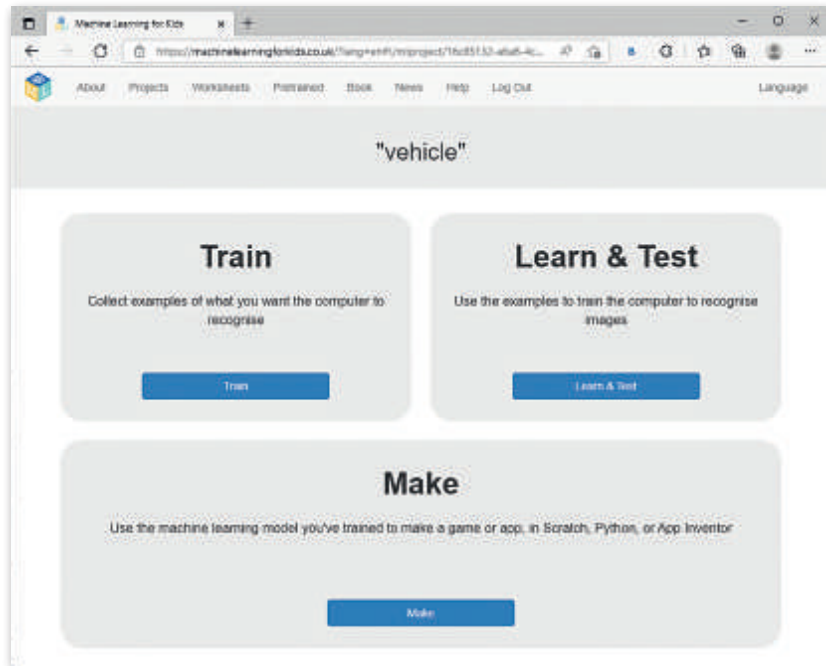 Machine Learning for Kids
About Projects Worksheets Pretrained Book News Help Log Out Language
"vehicle"
Train
Collect examples of what you want the computer to
recognise
Train
Learn & Test
Use the examples to train the computer to recognise
images
Learn & Test
Make
Use the machine learning model you've trained to make a game or app, in Scratch, Python, or App Inventor
Make